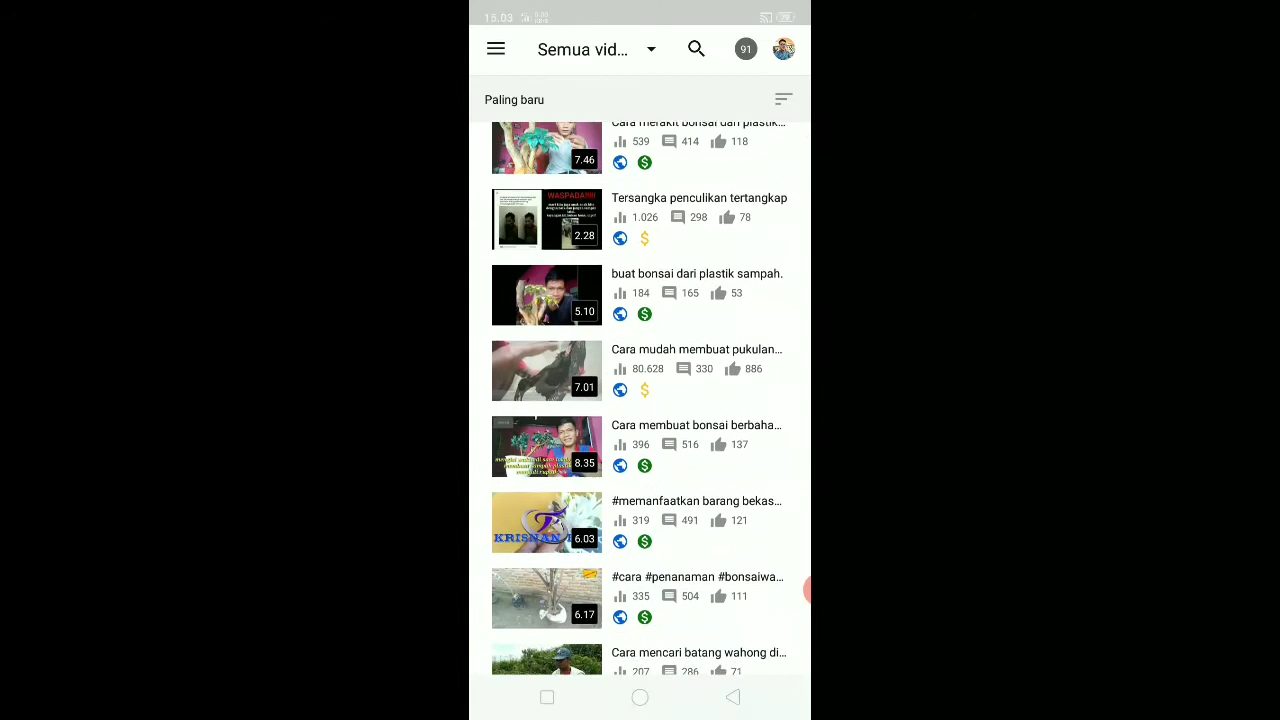 15.03
Semua vid...
91
Paling baru
Cara merakit bonsai dari plastik...
539 414 118
7.46
Tersangka penculikan tertangkap
WASPADA!!!!
1.026 298 78
2.28
buat bonsai dari plastik sampah.
184 165 53
5.10
Cara mudah membuat pukulan...
80.628 330 886
7.01
Cara membuat bonsai berbaha...
396 516 137
8.35
#memanfaatkan barang bekas...
319 491 121
KRISNAN
6.03
#cara #penanaman #bonsaiwa...
335 504 111
6.17
Cara mencari batang wahong di...
207 286 71